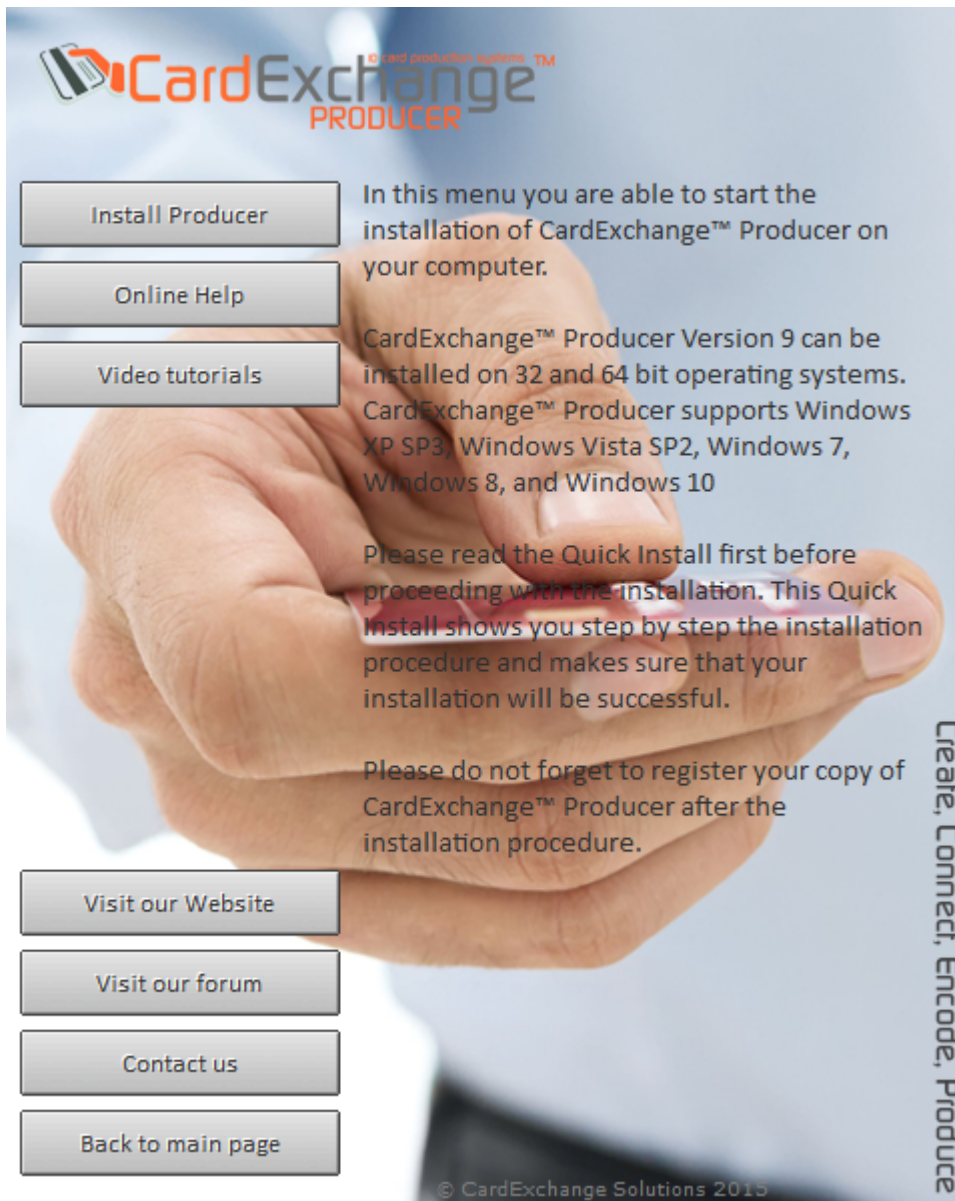 ID card production systems
CardExchange™
PRODUCER
Install Producer
Online Help
Video tutorials
In this menu you are able to start the
installation of CardExchange™ Producer on
your computer.
CardExchange™ Producer Version 9 can be
installed on 32 and 64 bit operating systems.
CardExchange™ Producer supports Windows
XP SP3, Windows Vista SP2, Windows 7,
Windows 8, and Windows 10
Please read the Quick Install first before
proceeding with the installation. This Quick
Install shows you step by step the installation
procedure and makes sure that your
installation will be successful.
Please do not forget to register your copy of
CardExchange™ Producer after the
installation procedure.
Visit our Website
Visit our forum
Contact us
Back to main page
Create, Connect, Encode, Produce
© CardExchange Solutions 2015